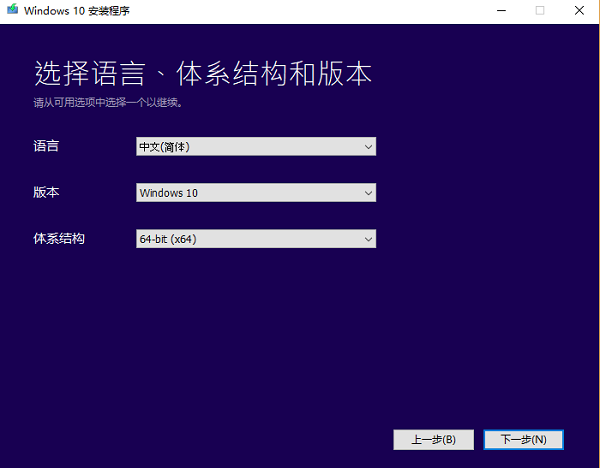 Windows 10 安装程序
选择语言、体系结构和版本
请从可用选项中选择一个以继续。
语言 中文(简体)
版本 Windows 10
体系结构 64-bit (x64)
上一步(B) 下一步(N)